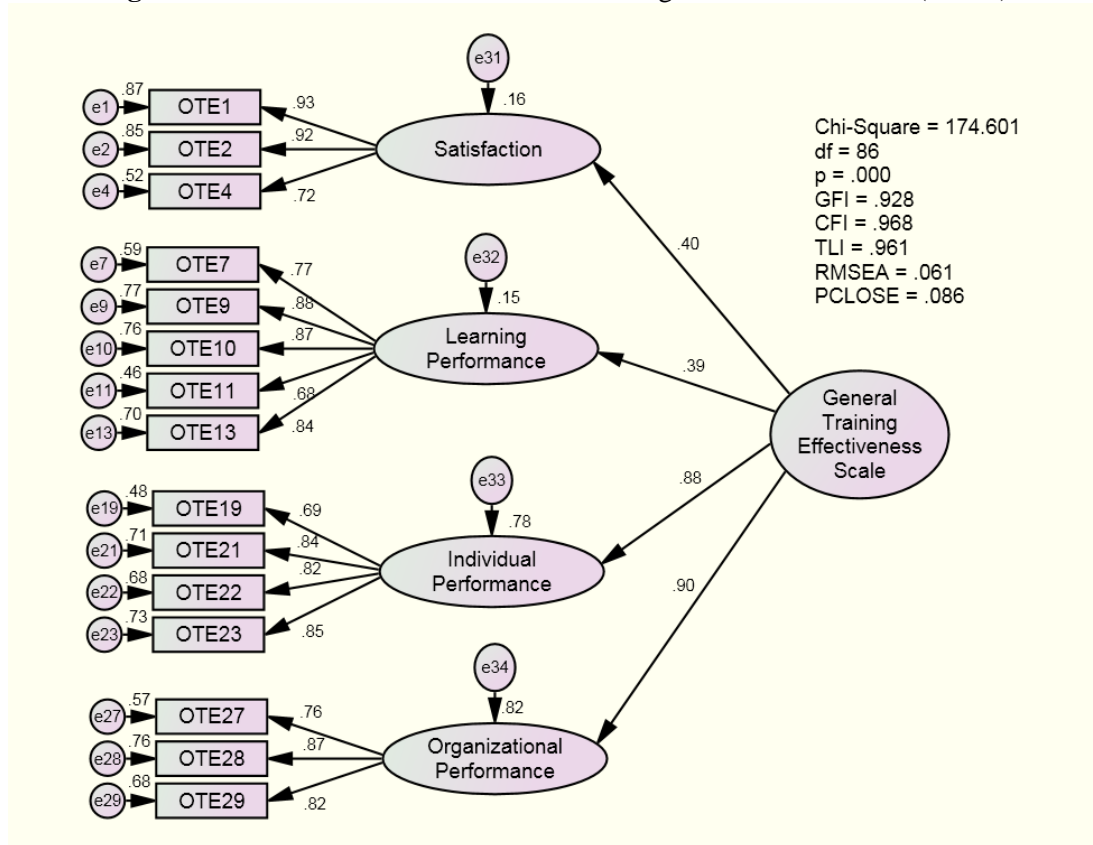 e31
.16
Satisfaction
e1
.87
OTE1
.93
e2
.85
OTE2
.92
e4
.52
OTE4
.72
Chi-Square = 174.601
df = 86
p = .000
GFI = .928
CFI = .968
TLI = .961
RMSEA = .061
PCLOSE = .086
.40
e32
.15
Learning
Performance
e7
.59
OTE7
.77
e9
.77
OTE9
.88
e10
.76
OTE10
.87
e11
.46
OTE11
.68
e13
.70
OTE13
.84
.39
General
Training
Effectiveness
Scale
e33
.78
Individual
Performance
e19
.48
OTE19
.69
e21
.71
OTE21
.84
e22
.68
OTE22
.82
e23
.73
OTE23
.85
.88
e34
.82
Organizational
Performance
e27
.57
OTE27
.76
e28
.76
OTE28
.87
e29
.68
OTE29
.82
.90